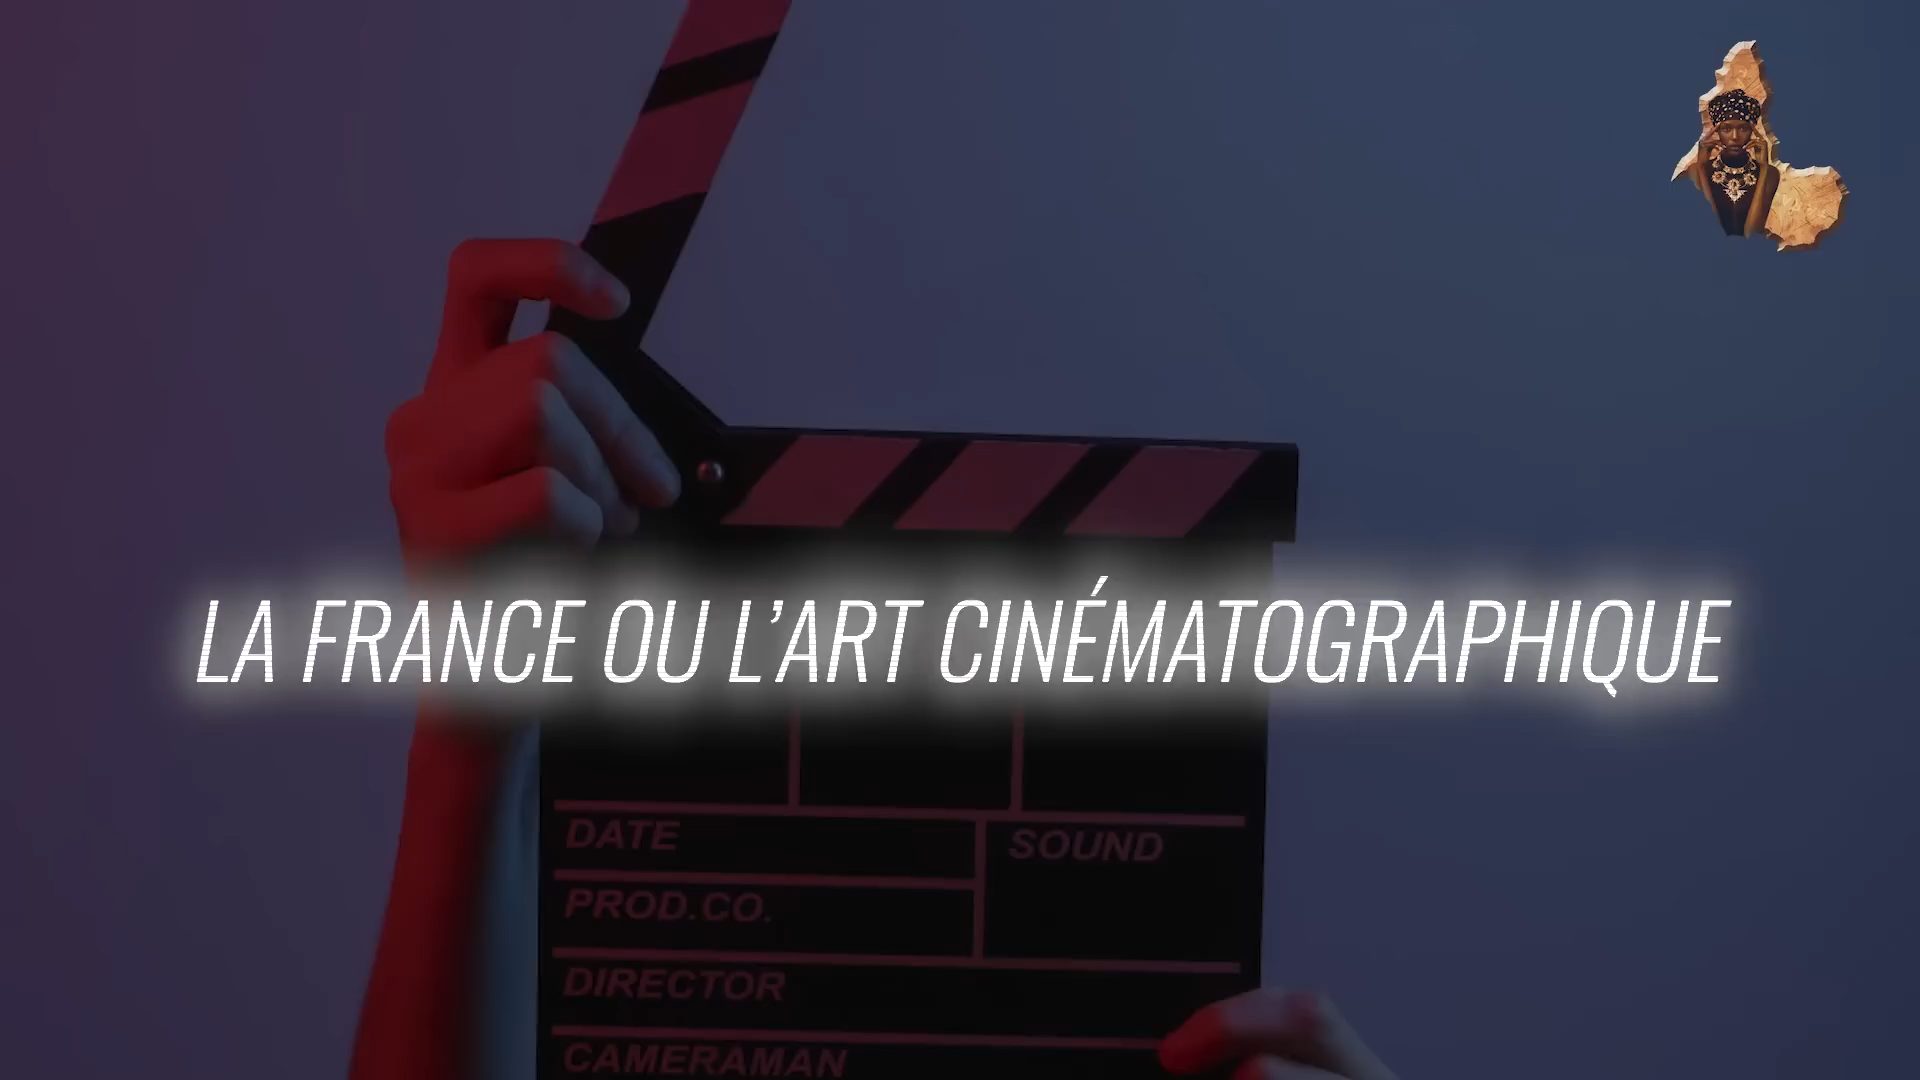 LA FRANCE OU L’ART CINÉMATOGRAPHIQUE
DATE
SOUND
PROD.CO.
DIRECTOR
CAMERAMAN